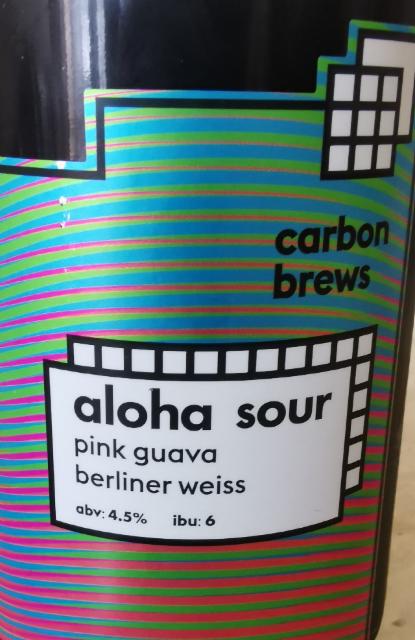 carbon
brews
aloha sour
pink guava
berliner weiss
abv: 4.5% ibu: 6